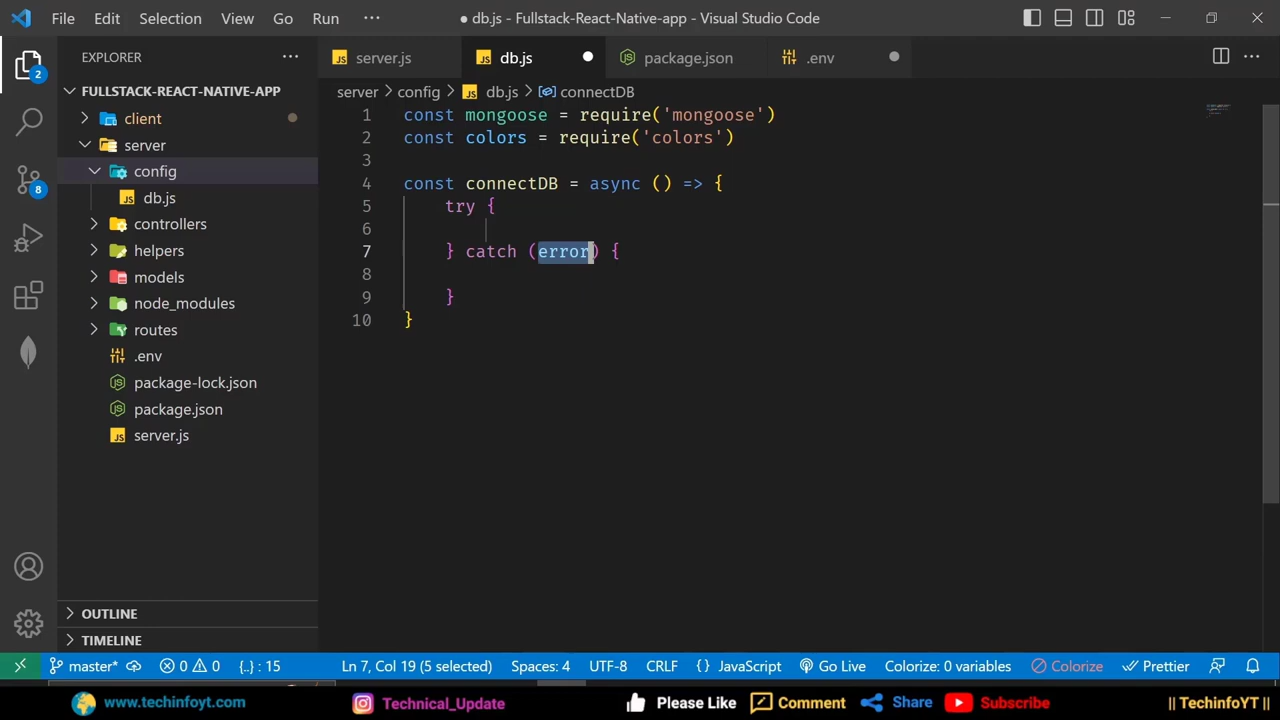 File Edit Selection View Go Run ··· ● db.js - Fullstack-React-Native-app - Visual Studio Code
EXPLORER ···
server.js db.js ● package.json .env ● ···
FULLSTACK-REACT-NATIVE-APP
server > config > db.js > connectDB
client
server
config
db.js
controllers
helpers
models
node_modules
routes
.env
package-lock.json
package.json
server.js
OUTLINE
TIMELINE
2
8
1 const mongoose = require('mongoose')
2 const colors = require('colors')
3
4 const connectDB = async () => {
5 try {
6
7 } catch (error) {
8
9 }
10 }
master* 0 0 {..} : 15 Ln 7, Col 19 (5 selected) Spaces: 4 UTF-8 CRLF {} JavaScript Go Live Colorize: 0 variables Colorize Prettier
www.techinfoyt.com Technical_Update Please Like Comment Share Subscribe || TechinfoYT ||